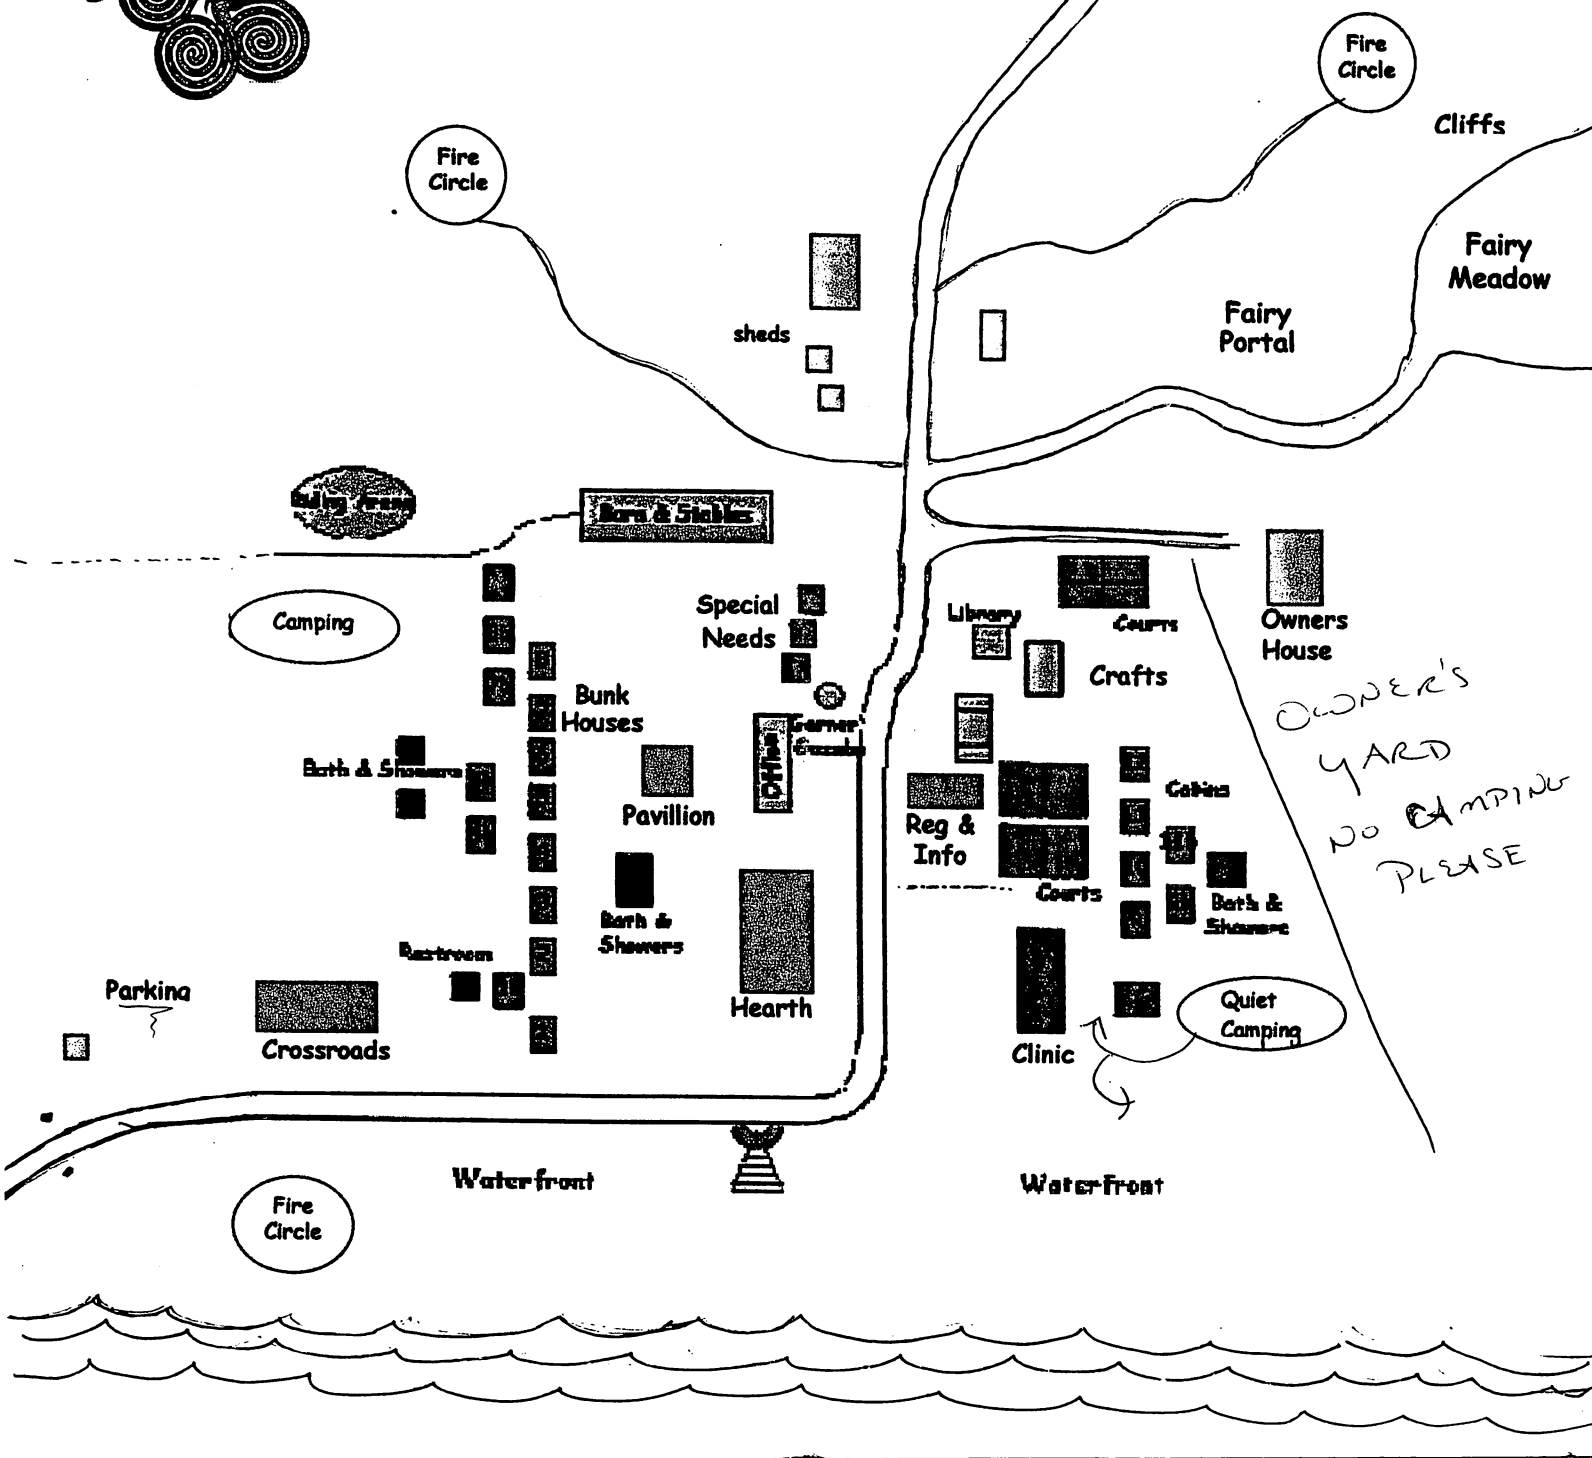 Fire
Circle
Cliffs
Fire
Circle
Fairy
Meadow
Fairy
Portal
sheds
Barn & Stables
Camping
Special
Needs
Library
Courts
Owners
House
Crafts
OWNER'S
YARD
NO CAMPING
PLEASE
Bunk
Houses
Office
Bath & Showers
Pavillion
Cabins
Reg &
Info
Courts
Bath &
Showers
Bath &
Showers
Restroom
Parking
Crossroads
Hearth
Clinic
Quiet
Camping
Waterfront
Waterfront
Fire
Circle